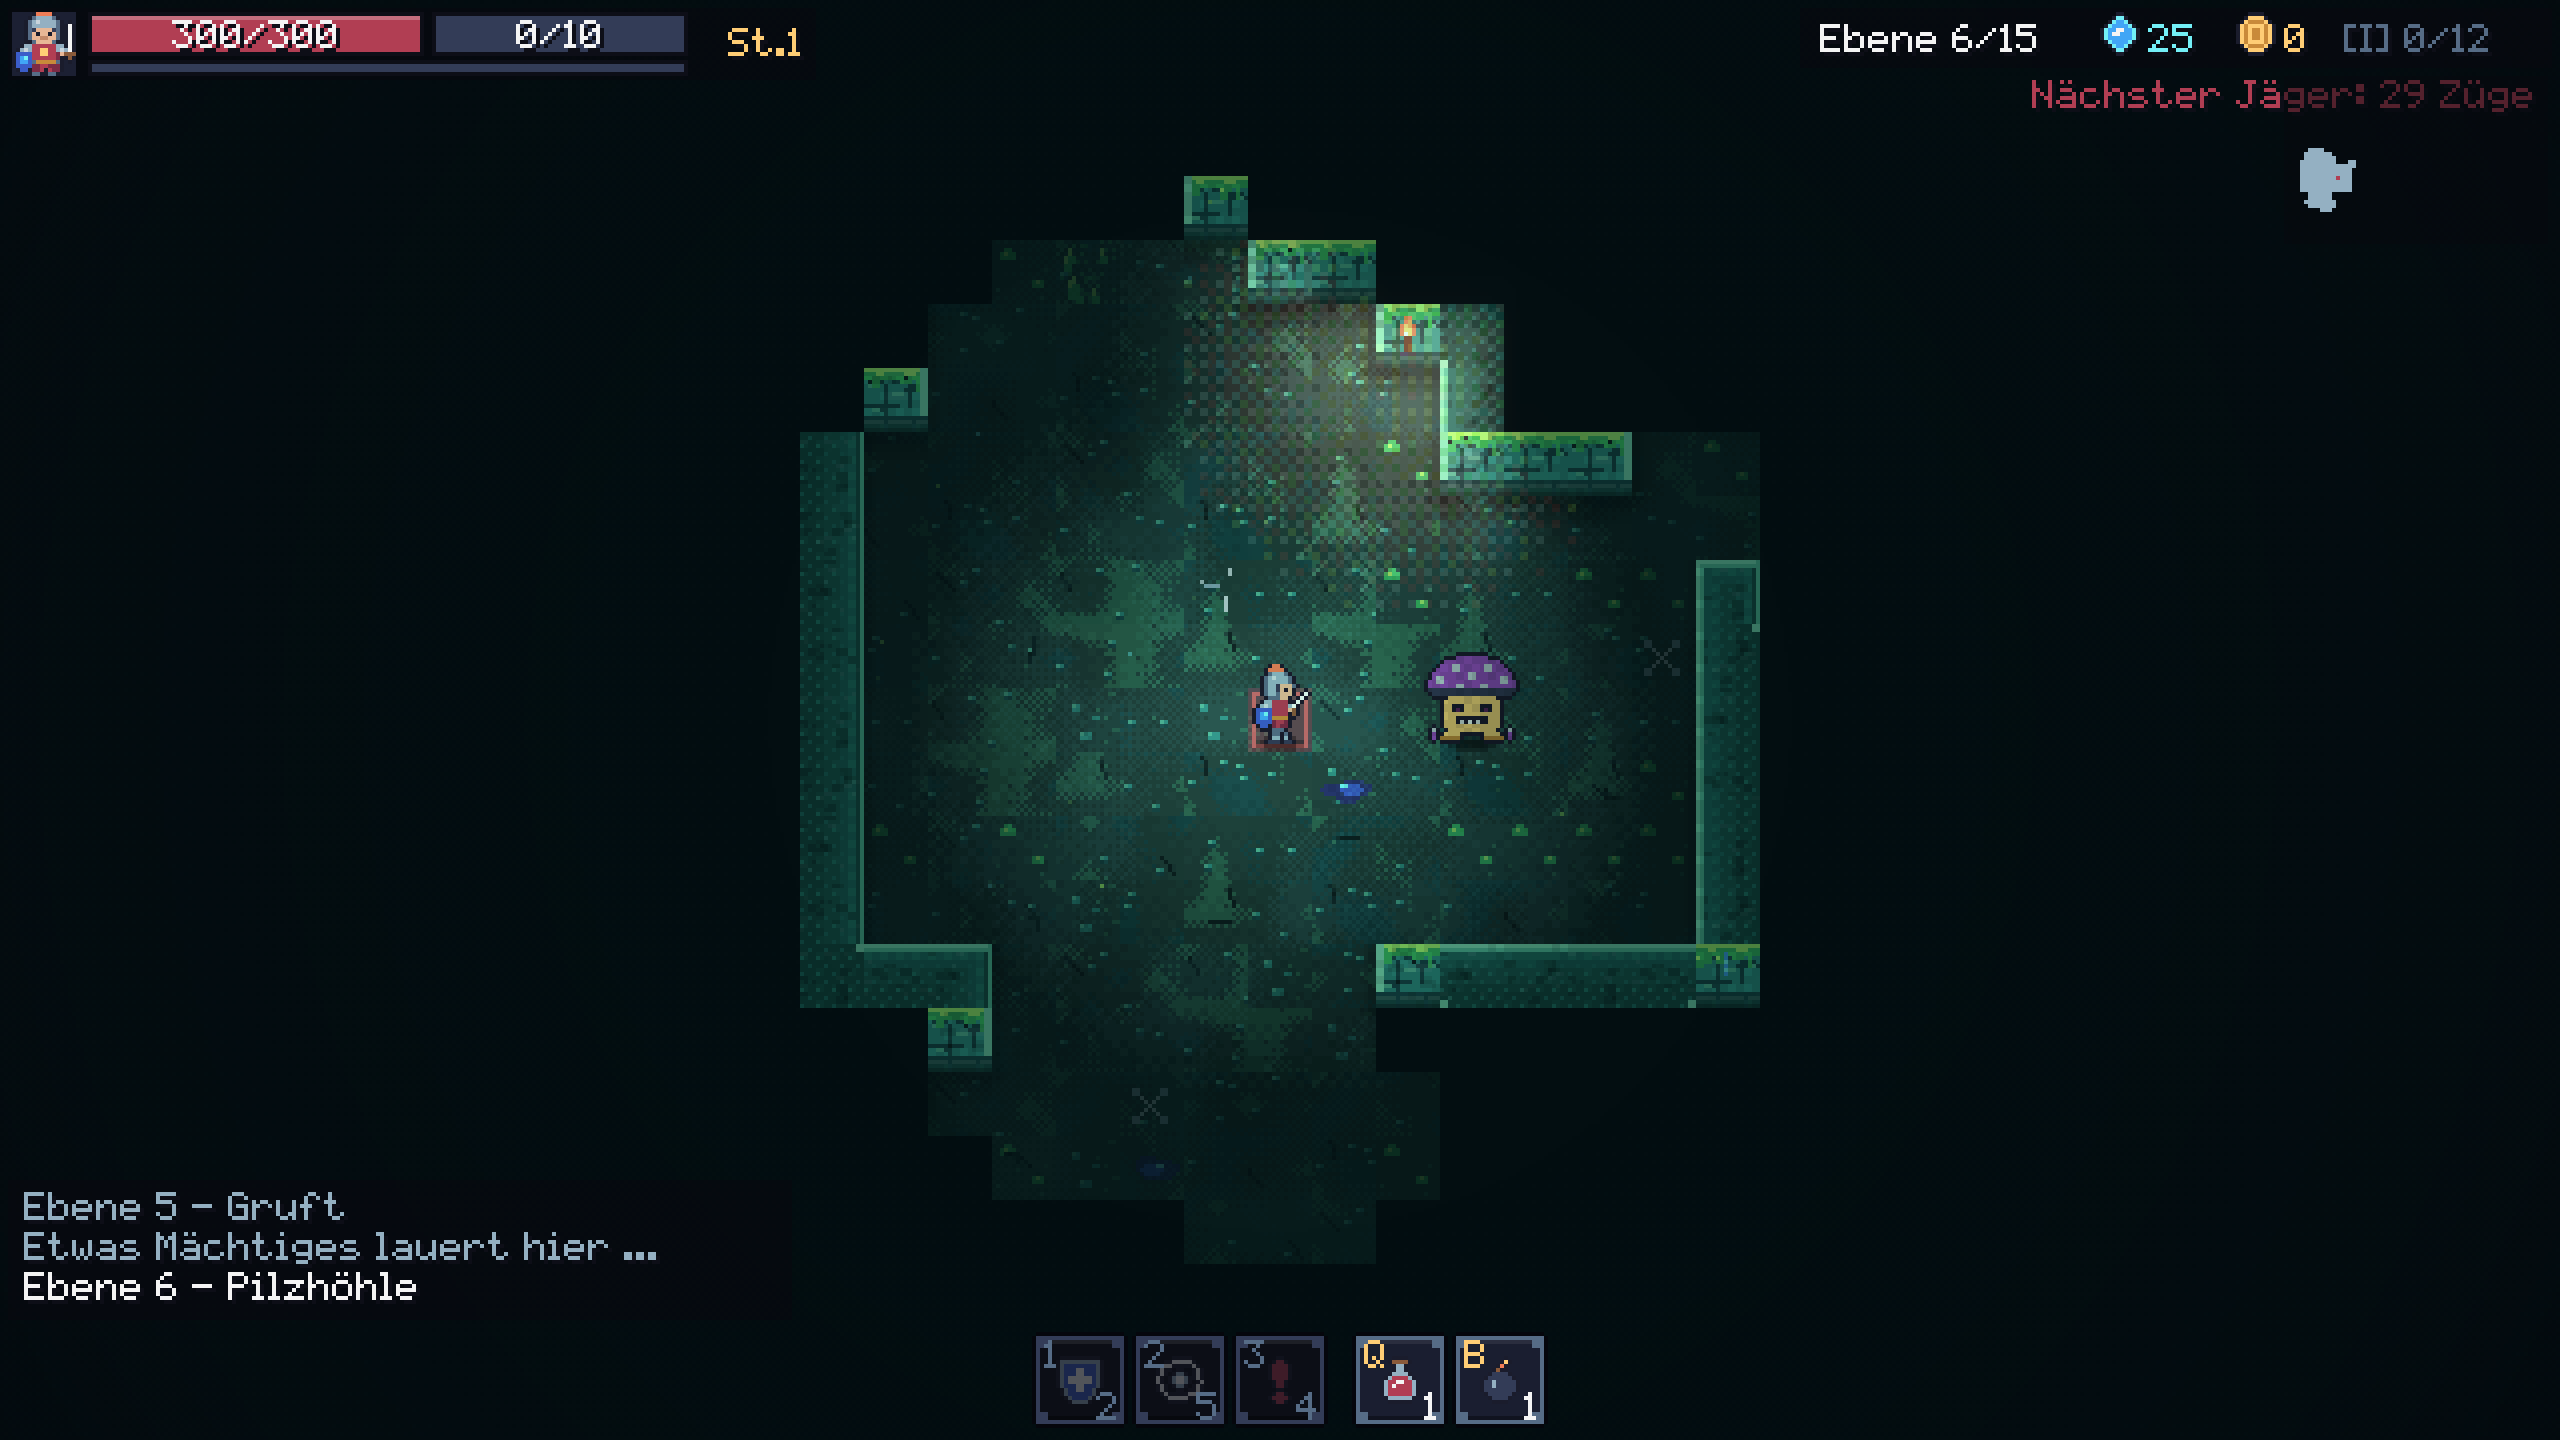 300/300
0/10
St.1
Ebene 6/15
25
0
[I] 0/12
Nächster Jäger: 29 Züge
Ebene 5 - Gruft
Etwas Mächtiges lauert hier ...
Ebene 6 - Pilzhöhle
1 2
2 5
3 4
Q 1
B 1